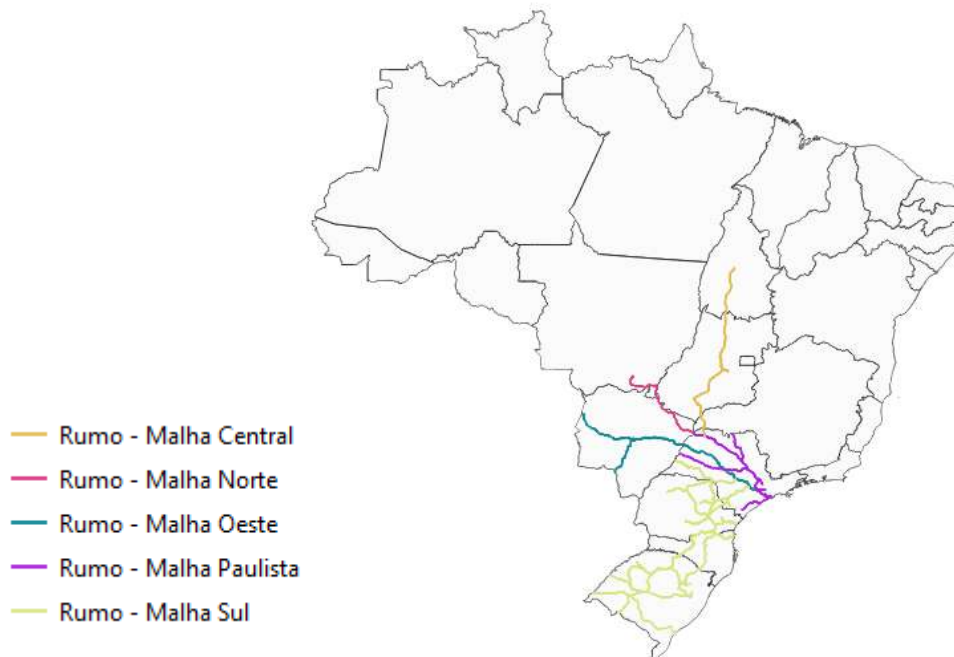 Rumo - Malha Central
Rumo - Malha Norte
Rumo - Malha Oeste
Rumo - Malha Paulista
Rumo - Malha Sul